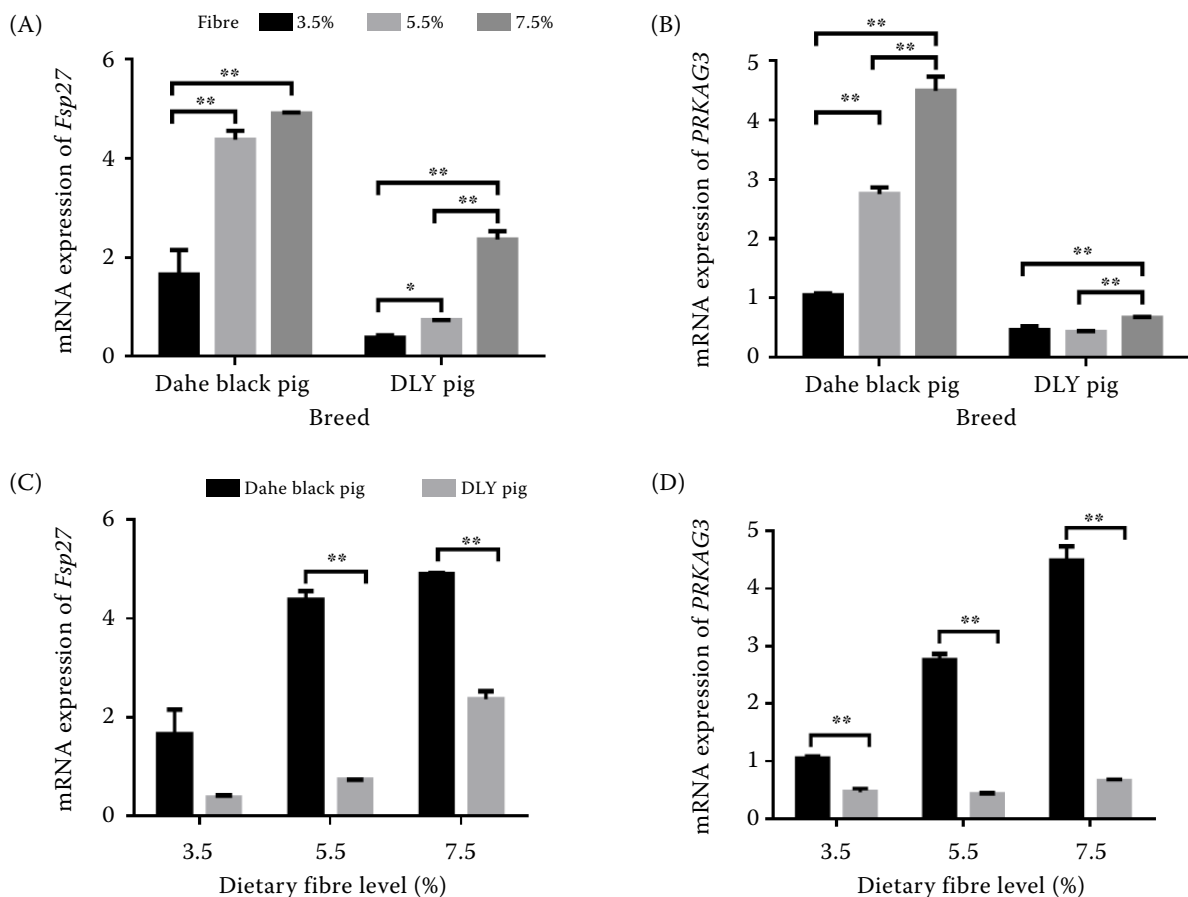 (A)
Fibre 3.5% 5.5% 7.5%
mRNA expression of Fsp27
6
4
2
0
**
**
**
**
*
Dahe black pig DLY pig
Breed
(B)
mRNA expression of PRKAG3
5
4
3
2
1
0
**
**
**
**
**
Dahe black pig DLY pig
Breed
(C)
Dahe black pig DLY pig
mRNA expression of Fsp27
6
4
2
0
**
**
3.5 5.5 7.5
Dietary fibre level (%)
(D)
mRNA expression of PRKAG3
5
4
3
2
1
0
**
**
**
3.5 5.5 7.5
Dietary fibre level (%)